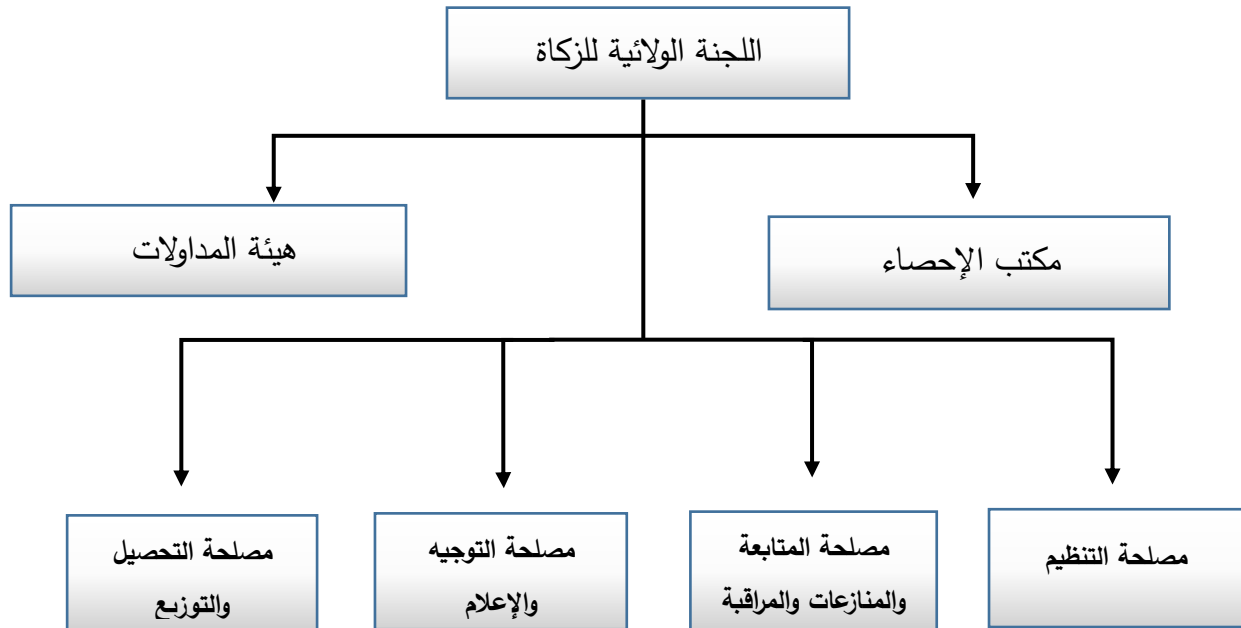 اللجنة الولائية للزكاة
مكتب الإحصاء
هيئة المداولات
مصلحة التنظيم
مصلحة المتابعة
والمنازعات والمراقبة
مصلحة التوجيه
والإعلام
مصلحة التحصيل
والتوزيع